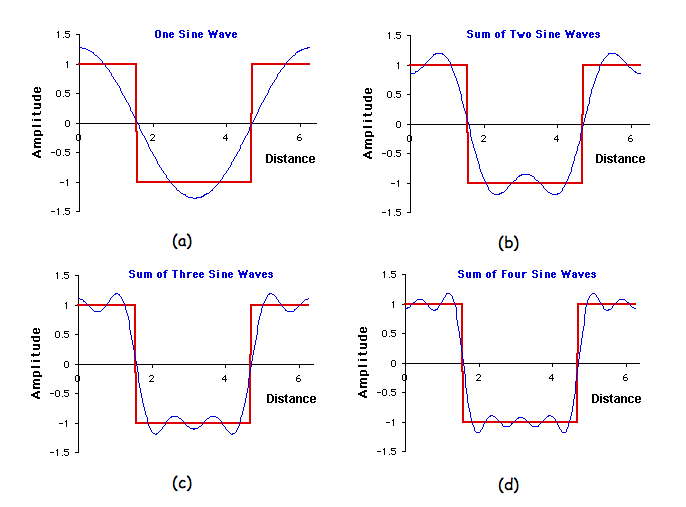 One Sine Wave
1.5
1
0.5
0
-0.5
-1
-1.5
0 2 4 6
Amplitude
Distance
(a)
Sum of Two Sine Waves
1.5
1
0.5
0
-0.5
-1
-1.5
0 2 4 6
Amplitude
Distance
(b)
Sum of Three Sine Waves
1.5
1
0.5
0
-0.5
-1
-1.5
0 2 4 6
Amplitude
Distance
(c)
Sum of Four Sine Waves
1.5
1
0.5
0
-0.5
-1
-1.5
0 2 4 6
Amplitude
Distance
(d)